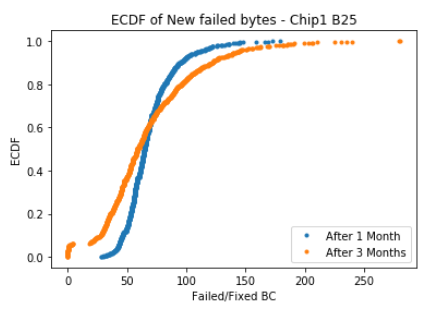 ECDF of New failed bytes - Chip1 B25
1.0
0.8
0.6
0.4
0.2
0.0
ECDF
0
50
100
150
200
250
Failed/Fixed BC
After 1 Month
After 3 Months